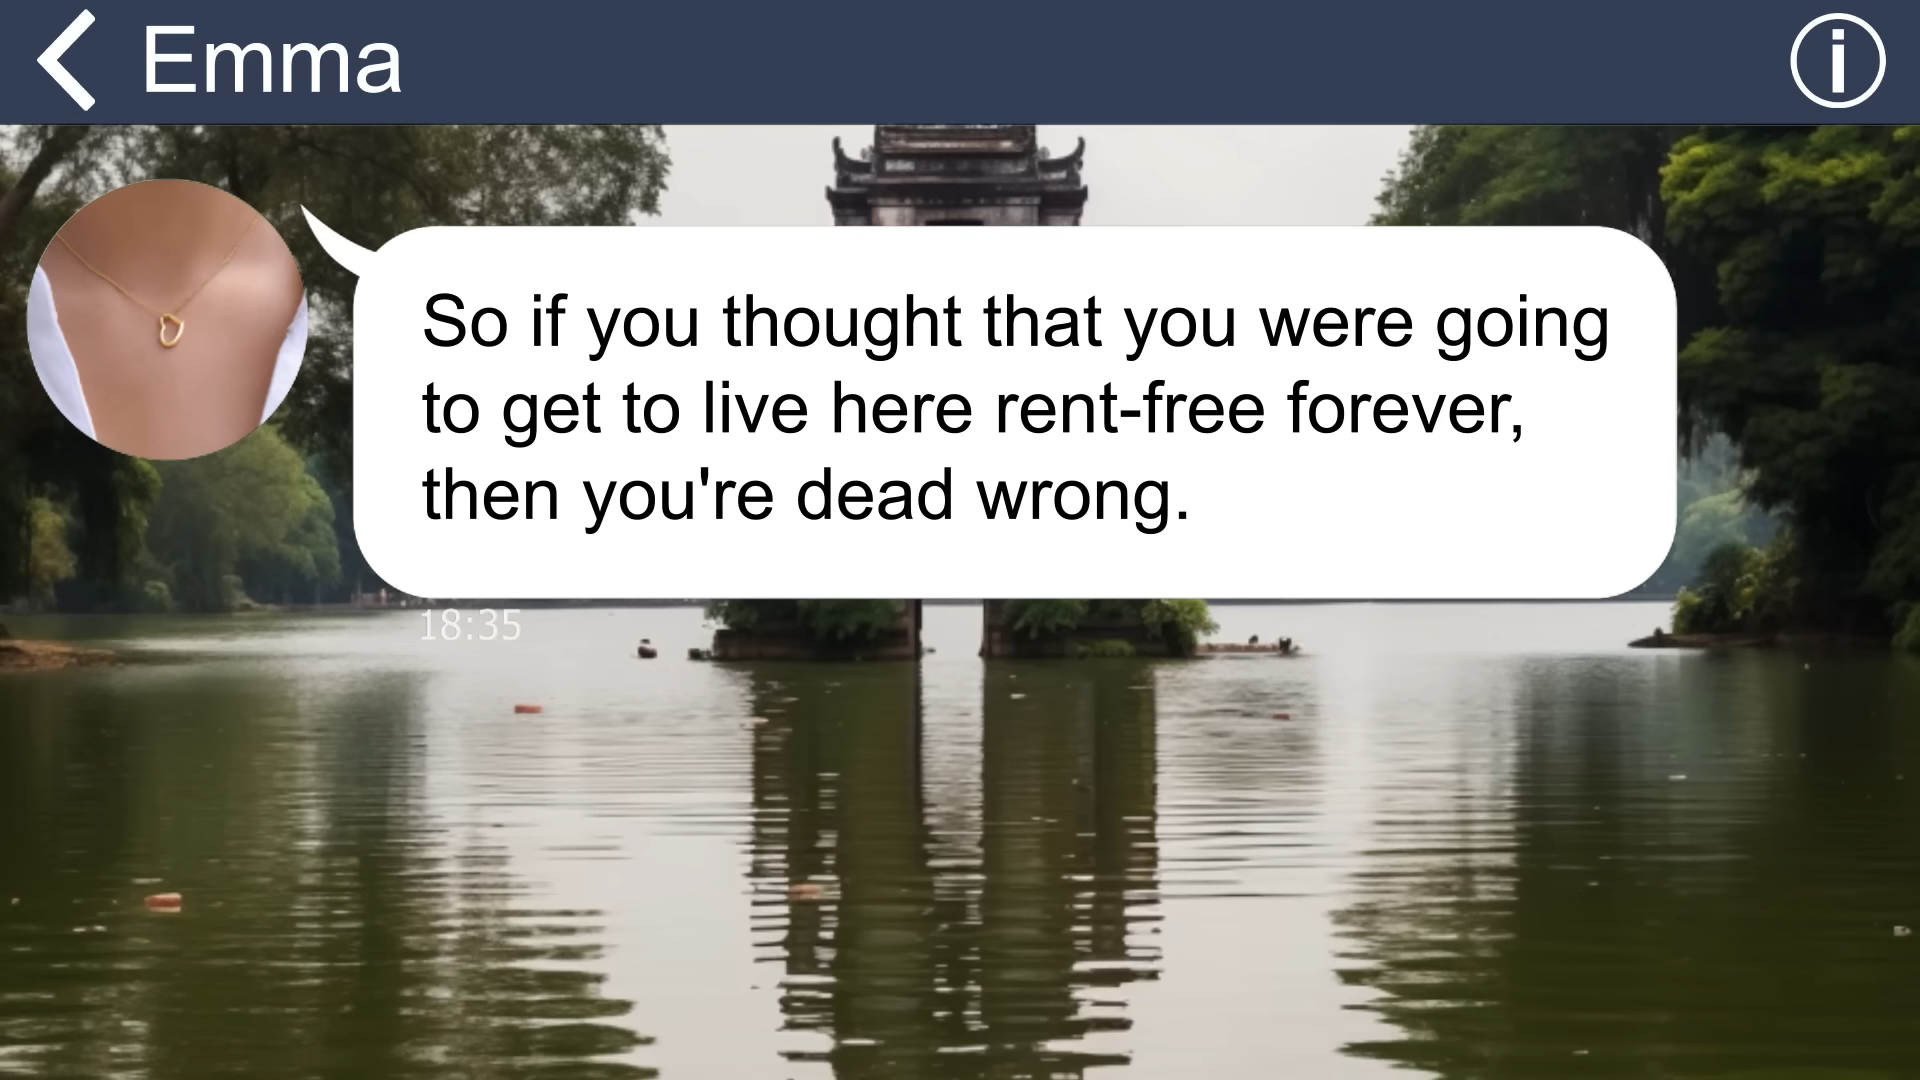 Emma
So if you thought that you were going
to get to live here rent-free forever,
then you're dead wrong.
18:35